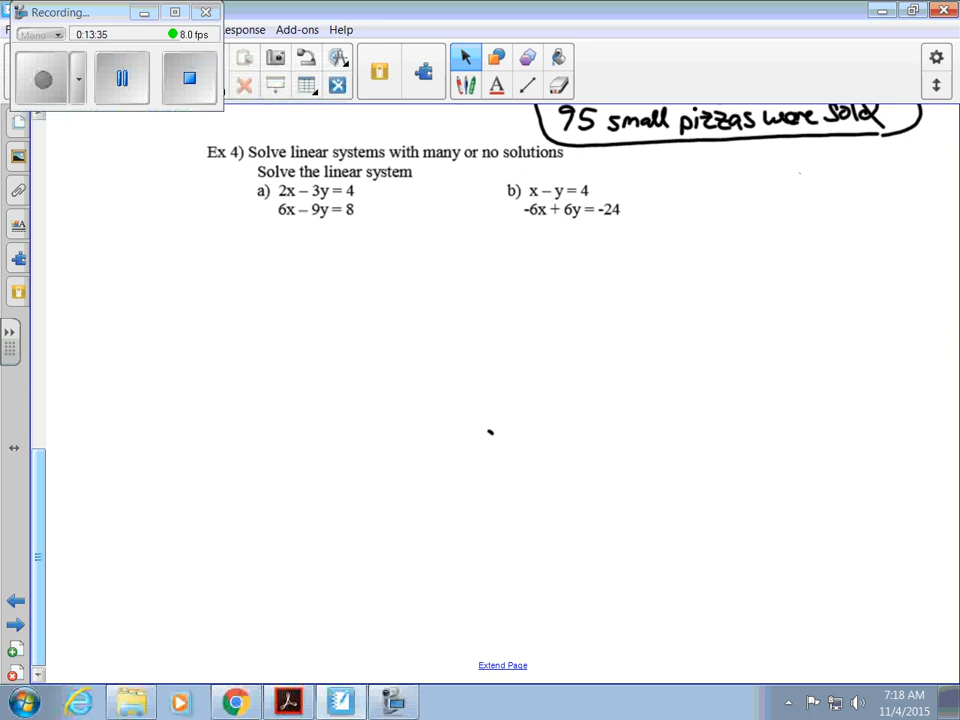 Recording...
Menu
0:13:35
8.0 fps
esponse Add-ons Help
95 small pizzas were sold
Ex 4) Solve linear systems with many or no solutions
Solve the linear system
a) 2x – 3y = 4
6x – 9y = 8
b) x – y = 4
-6x + 6y = -24
Extend Page
7:18 AM
11/4/2015